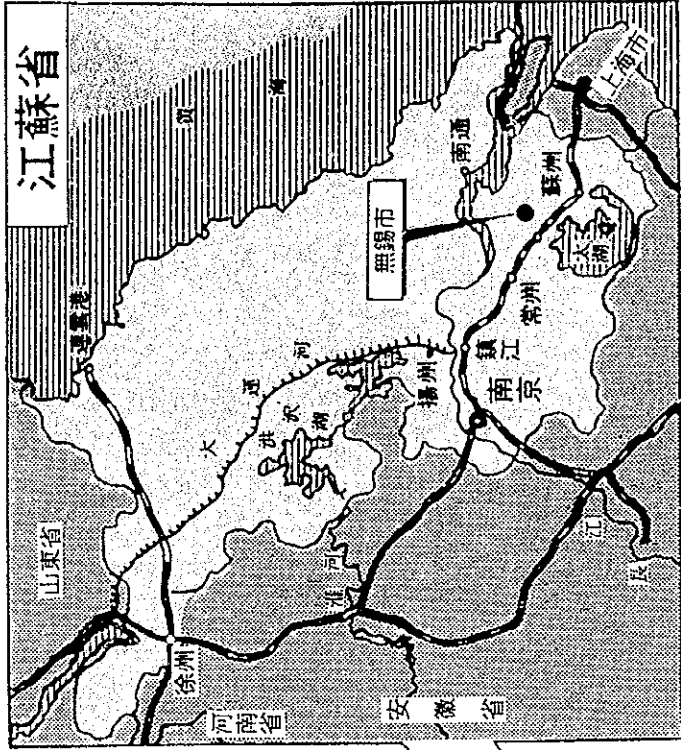 江蘇省
黄海
連雲港
山東省
徐州
河南省
安徽省
淮河
大運河
洪沢湖
揚州
鎮江
南京
常州
無錫市
南通
蘇州
太湖
上海市
長江